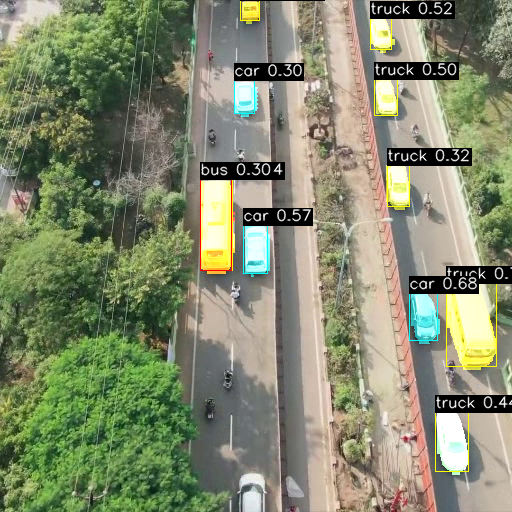 truck 0.52
car 0.30
truck 0.50
truck 0.32
bus 0.304
car 0.57
truck 0.
car 0.68
truck 0.44